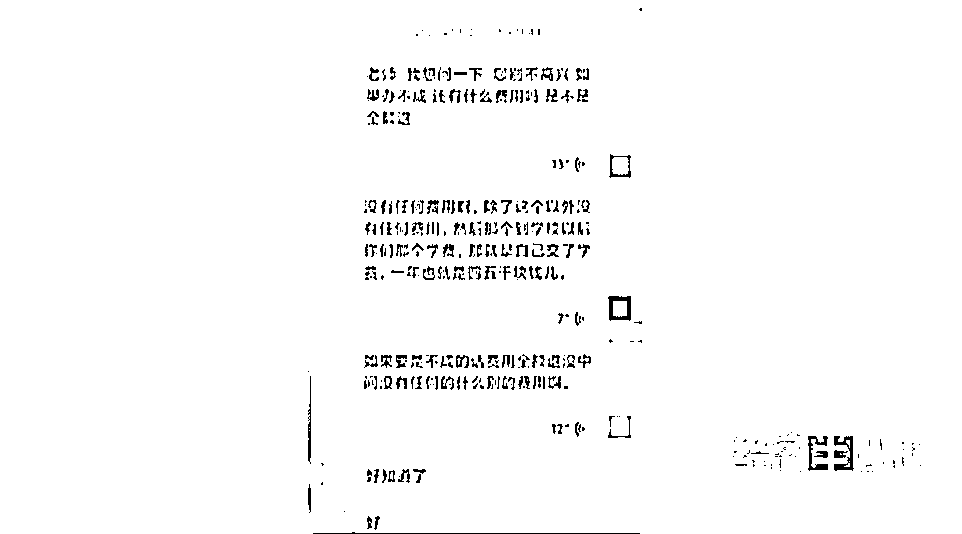 老师 我想问一下 您别不高兴 如
果办不成 还有什么费用吗 是不是
全款退
13"
没有任何费用啊,除了这个以外没
有任何费用,然后那个到学校以后
你们那个学费,那就是自己交了学
费,一年也就是四五千块钱儿。
7"
如果要是不成的话费用全款退没中
间没有任何的什么别的费用啊。
12"
好知道了
好